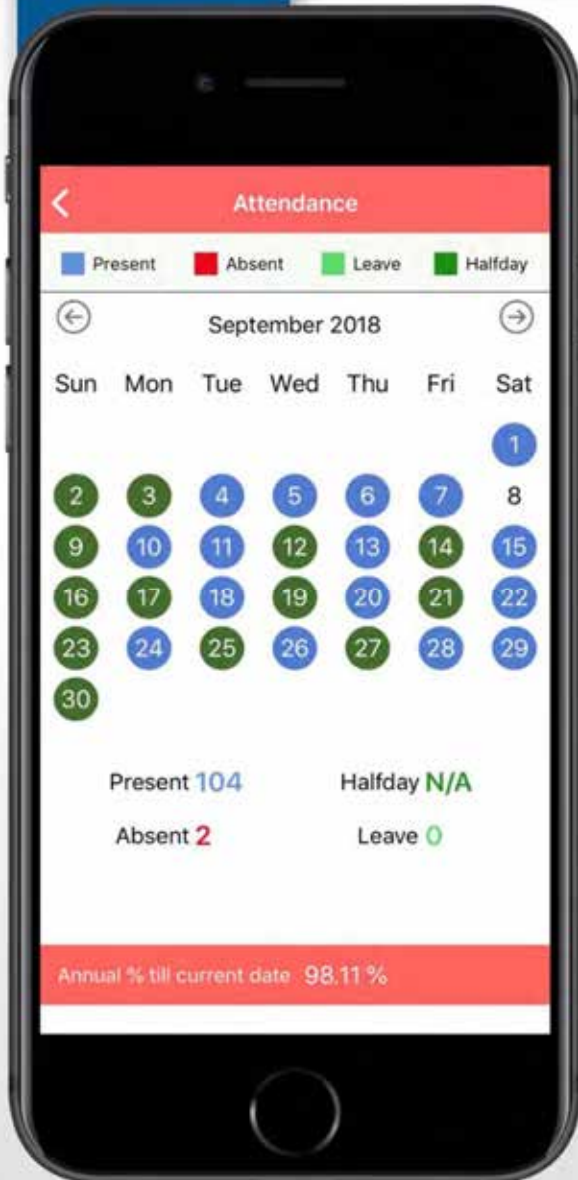 Attendance
Present Absent Leave Halfday
September 2018
Sun Mon Tue Wed Thu Fri Sat
1
2 3 4 5 6 7 8
9 10 11 12 13 14 15
16 17 18 19 20 21 22
23 24 25 26 27 28 29
30
Present 104 Halfday N/A
Absent 2 Leave 0
Annual % till current date 98.11 %